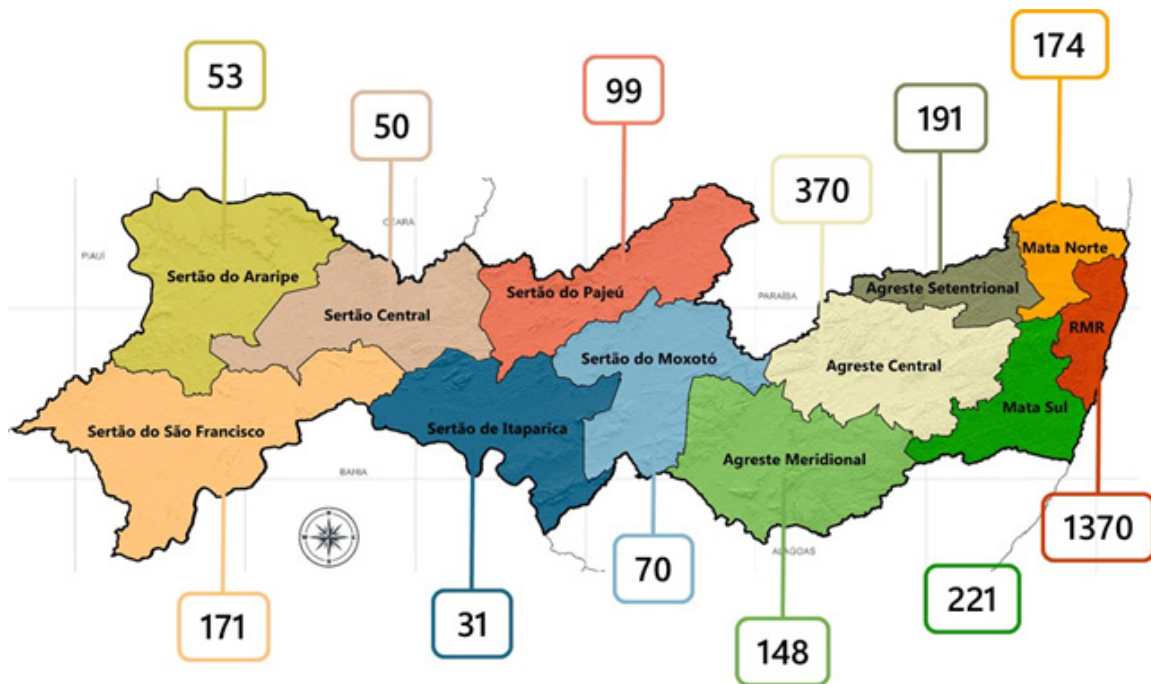 174
53
99
191
50
370
CEARÁ
PIAUÍ
Mata Norte
Sertão do Araripe
Sertão do Pajeú
Agreste Setentrional
PARAÍBA
Sertão Central
RMR
Sertão do Moxotó
Agreste Central
Mata Sul
Sertão do São Francisco
Sertão de Itaparica
Agreste Meridional
BAHIA
1370
ALAGOAS
70
221
171
31
148